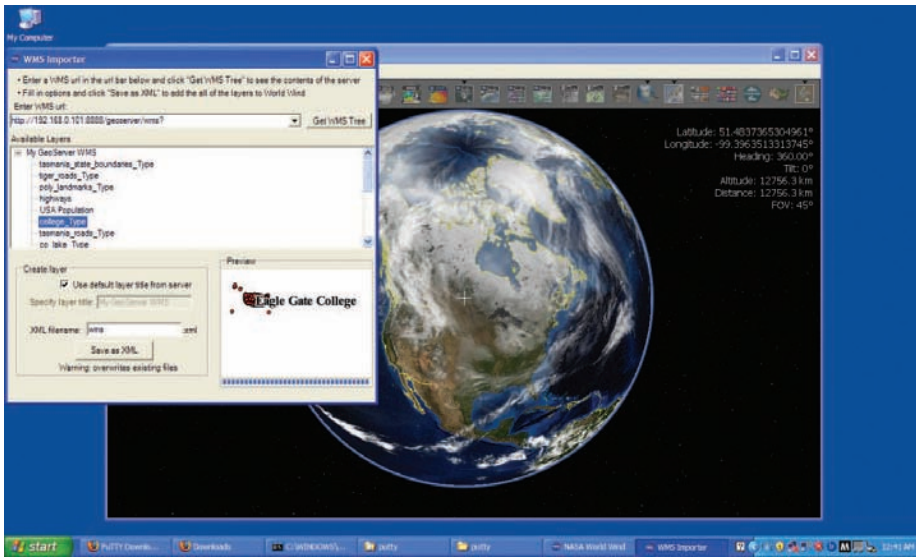 My Computer
WMS Importer
• Enter a WMS url in the url bar below and click "Get WMS Tree" to see the contents of the server
• Fill in options and click "Save as XML" to add the all of the layers to World Wind
Enter WMS url:
http://192.168.0.101:8888/geoserver/wms?
Get WMS Tree
Available Layers
My GeoServer WMS
tasmania_state_boundaries_Type
tiger_roads_Type
poly_landmarks_Type
highways
USA Population
college_Type
tasmania_roads_Type
pp_lake_Type
Create layer
Use default layer title from server
Specify layer title: My GeoServer WMS
XML filename: wms .xml
Save as XML
Warning: overwrites existing files
Preview
Eagle Gate College
Latitude: 51.4837365304961°
Longitude: -99.3963513313745°
Heading: 360.00°
Tilt: 0°
Altitude: 12756.3 km
Distance: 12756.3 km
FOV: 45°
start
PuTTY Downlo...
Downloads
C:\WINDOWS\...
putty
putty
NASA World Wind
WMS Importer
12:41 AM